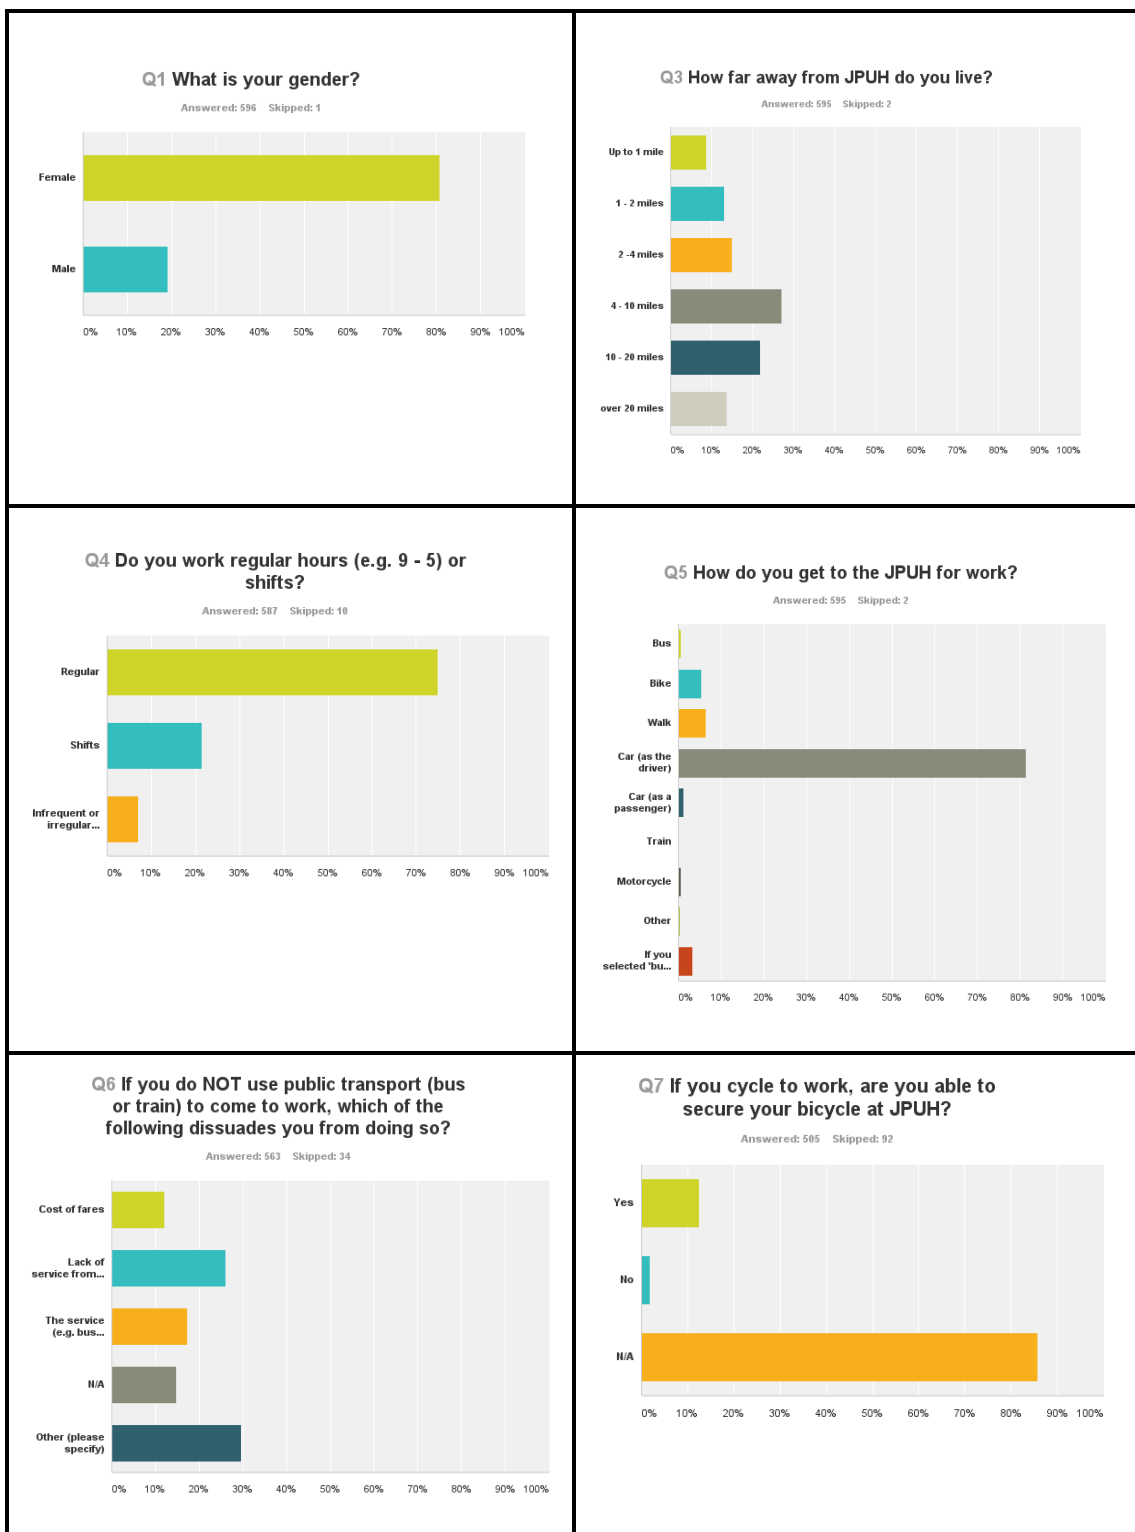 Q1 What is your gender?
Answered: 596 Skipped: 1
Female
Male
0% 10% 20% 30% 40% 50% 60% 70% 80% 90% 100%
Q3 How far away from JPUH do you live?
Answered: 595 Skipped: 2
Up to 1 mile
1 - 2 miles
2 -4 miles
4 - 10 miles
10 - 20 miles
over 20 miles
0% 10% 20% 30% 40% 50% 60% 70% 80% 90% 100%
Q4 Do you work regular hours (e.g. 9 - 5) or
shifts?
Answered: 587 Skipped: 10
Regular
Shifts
Infrequent or
irregular...
0% 10% 20% 30% 40% 50% 60% 70% 80% 90% 100%
Q5 How do you get to the JPUH for work?
Answered: 595 Skipped: 2
Bus
Bike
Walk
Car (as the
driver)
Car (as a
passenger)
Train
Motorcycle
Other
If you
selected 'bu...
0% 10% 20% 30% 40% 50% 60% 70% 80% 90% 100%
Q6 If you do NOT use public transport (bus
or train) to come to work, which of the
following dissuades you from doing so?
Answered: 563 Skipped: 34
Cost of fares
Lack of
service from...
The service
(e.g. bus...
N/A
Other (please
specify)
0% 10% 20% 30% 40% 50% 60% 70% 80% 90% 100%
Q7 If you cycle to work, are you able to
secure your bicycle at JPUH?
Answered: 505 Skipped: 92
Yes
No
N/A
0% 10% 20% 30% 40% 50% 60% 70% 80% 90% 100%